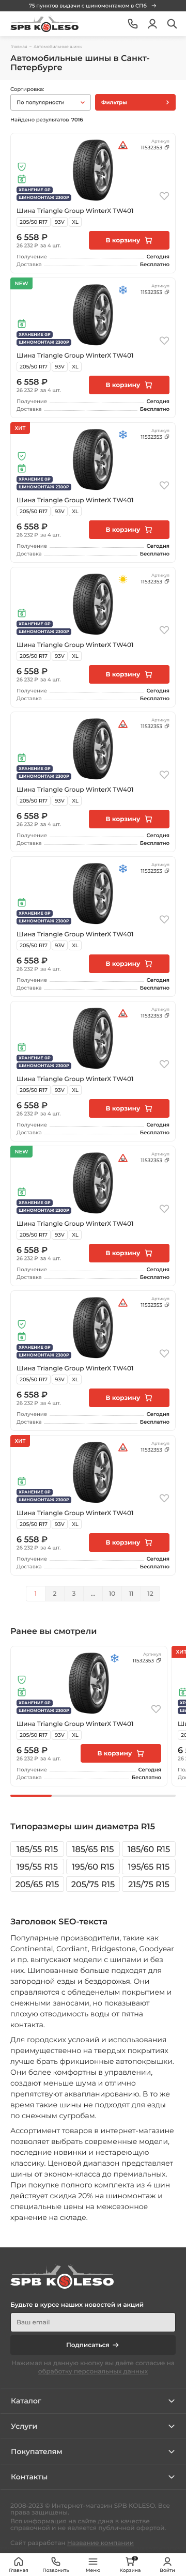 75 пунктов выдачи с шиномонтажом в СПб →
SPB KOLESO
Главная / Автомобильные шины
Автомобильные шины в Санкт-
Петербурге
Сортировка:
По популярности
Фильтры
Найдено результатов 7016
Артикул
11532353
ХРАНЕНИЕ 0₽
ШИНОМОНТАЖ 2300₽
Шина Triangle Group WinterX TW401
205/50 R17 93V XL
6 558 ₽
26 232 ₽ за 4 шт.
В корзину
Получение Сегодня
Доставка Бесплатно
NEW
Артикул
11532353
ХРАНЕНИЕ 0₽
ШИНОМОНТАЖ 2300₽
Шина Triangle Group WinterX TW401
205/50 R17 93V XL
6 558 ₽
26 232 ₽ за 4 шт.
В корзину
Получение Сегодня
Доставка Бесплатно
ХИТ
Артикул
11532353
ХРАНЕНИЕ 0₽
ШИНОМОНТАЖ 2300₽
Шина Triangle Group WinterX TW401
205/50 R17 93V XL
6 558 ₽
26 232 ₽ за 4 шт.
В корзину
Получение Сегодня
Доставка Бесплатно
Артикул
11532353
ХРАНЕНИЕ 0₽
ШИНОМОНТАЖ 2300₽
Шина Triangle Group WinterX TW401
205/50 R17 93V XL
6 558 ₽
26 232 ₽ за 4 шт.
В корзину
Получение Сегодня
Доставка Бесплатно
Артикул
11532353
ХРАНЕНИЕ 0₽
ШИНОМОНТАЖ 2300₽
Шина Triangle Group WinterX TW401
205/50 R17 93V XL
6 558 ₽
26 232 ₽ за 4 шт.
В корзину
Получение Сегодня
Доставка Бесплатно
Артикул
11532353
ХРАНЕНИЕ 0₽
ШИНОМОНТАЖ 2300₽
Шина Triangle Group WinterX TW401
205/50 R17 93V XL
6 558 ₽
26 232 ₽ за 4 шт.
В корзину
Получение Сегодня
Доставка Бесплатно
Артикул
11532353
ХРАНЕНИЕ 0₽
ШИНОМОНТАЖ 2300₽
Шина Triangle Group WinterX TW401
205/50 R17 93V XL
6 558 ₽
26 232 ₽ за 4 шт.
В корзину
Получение Сегодня
Доставка Бесплатно
NEW
Артикул
11532353
ХРАНЕНИЕ 0₽
ШИНОМОНТАЖ 2300₽
Шина Triangle Group WinterX TW401
205/50 R17 93V XL
6 558 ₽
26 232 ₽ за 4 шт.
В корзину
Получение Сегодня
Доставка Бесплатно
Артикул
11532353
ХРАНЕНИЕ 0₽
ШИНОМОНТАЖ 2300₽
Шина Triangle Group WinterX TW401
205/50 R17 93V XL
6 558 ₽
26 232 ₽ за 4 шт.
В корзину
Получение Сегодня
Доставка Бесплатно
ХИТ
Артикул
11532353
ХРАНЕНИЕ 0₽
ШИНОМОНТАЖ 2300₽
Шина Triangle Group WinterX TW401
205/50 R17 93V XL
6 558 ₽
26 232 ₽ за 4 шт.
В корзину
Получение Сегодня
Доставка Бесплатно
1 2 3 ... 10 11 12
Ранее вы смотрели
Артикул
11532353
ХРАНЕНИЕ 0₽
ШИНОМОНТАЖ 2300₽
Шина Triangle Group WinterX TW401
205/50 R17 93V XL
6 558 ₽
26 232 ₽ за 4 шт.
В корзину
Получение Сегодня
Доставка Бесплатно
ХИТ
Типоразмеры шин диаметра R15
185/55 R15 185/65 R15 185/60 R15
195/55 R15 195/60 R15 195/65 R15
205/65 R15 205/75 R15 215/75 R15
Заголовок SEO-текста
Популярные производители, такие как
Continental, Cordiant, Bridgestone, Goodyear
и пр. выпускают модели с шипами и без
них. Шипованные больше подходят для
загородной езды и бездорожья. Они
справляются с обледенелым покрытием и
снежными заносами, но показывают
плохую отводимость воды от пятна
контакта.
Для городских условий и использования
преимущественно на твердых покрытиях
лучше брать фрикционные автопокрышки.
Они более комфортны в управлении,
создают меньше шума и отлично
препятствуют аквапланированию. В то же
время такие шины не подходят для езды
по снежным сугробам.
Ассортимент товаров в интернет-магазине
позволяет выбрать современные модели,
последние новинки и нестареющую
классику. Ценовой диапазон представляет
шины от эконом-класса до премиальных.
При покупке полного комплекта из 4 шин
действует скидка 20% на шиномонтаж и
специальные цены на межсезонное
хранение на складе.
SPB KOLESO
Будьте в курсе наших новостей и акций
Ваш email
Подписаться →
Нажимая на данную кнопку вы даёте согласие на
обработку персональных данных
Каталог
Услуги
Покупателям
Контакты
2008-2023 © Интернет-магазин SPB KOLESO. Все
права защищены.
Вся информация на сайте дана в качестве
справочной и не является публичной офертой.
Сайт разработан Название компании
Главная Позвонить Меню Корзина Войти